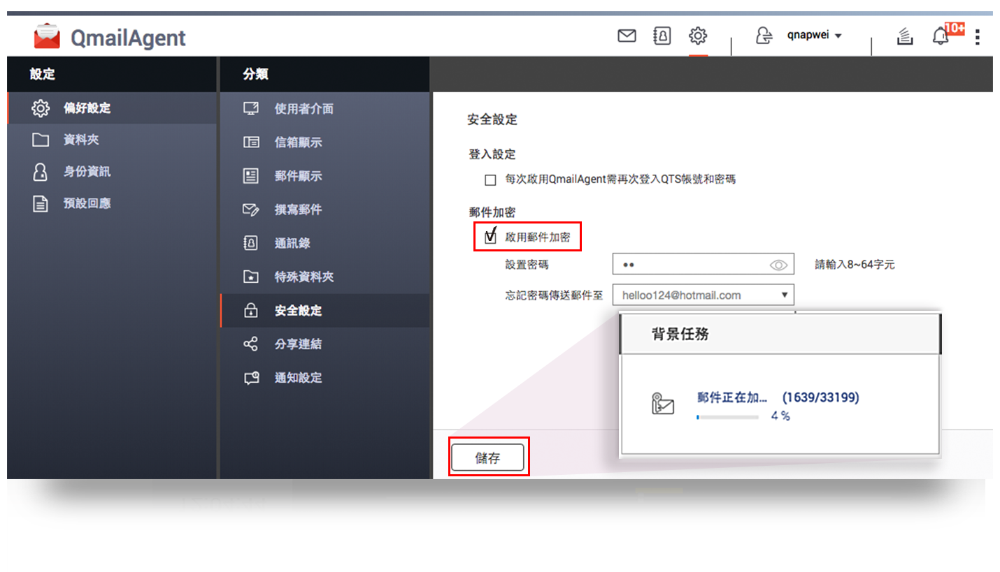 QmailAgent
qnapwei
10+
設定
偏好設定
資料夾
身份資訊
預設回應
分類
使用者介面
信箱顯示
郵件顯示
撰寫郵件
通訊錄
特殊資料夾
安全設定
分享連結
通知設定
安全設定
登入設定
每次啟用QmailAgent需再次登入QTS帳號和密碼
郵件加密
啟用郵件加密
設置密碼 •• 請輸入8~64字元
忘記密碼傳送郵件至 helloo124@hotmail.com
背景任務
郵件正在加... (1639/33199)
4 %
儲存